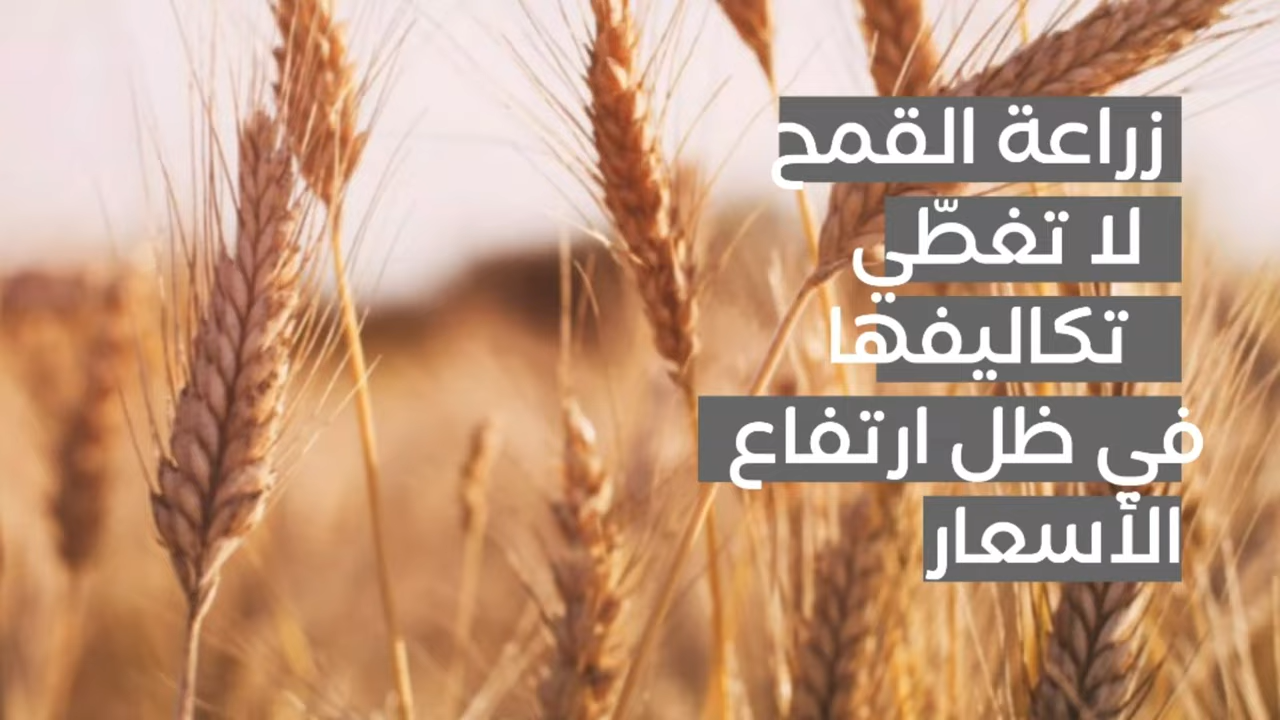 زراعة القمح
لا تغطّي
تكاليفها
في ظل ارتفاع
الأسعار